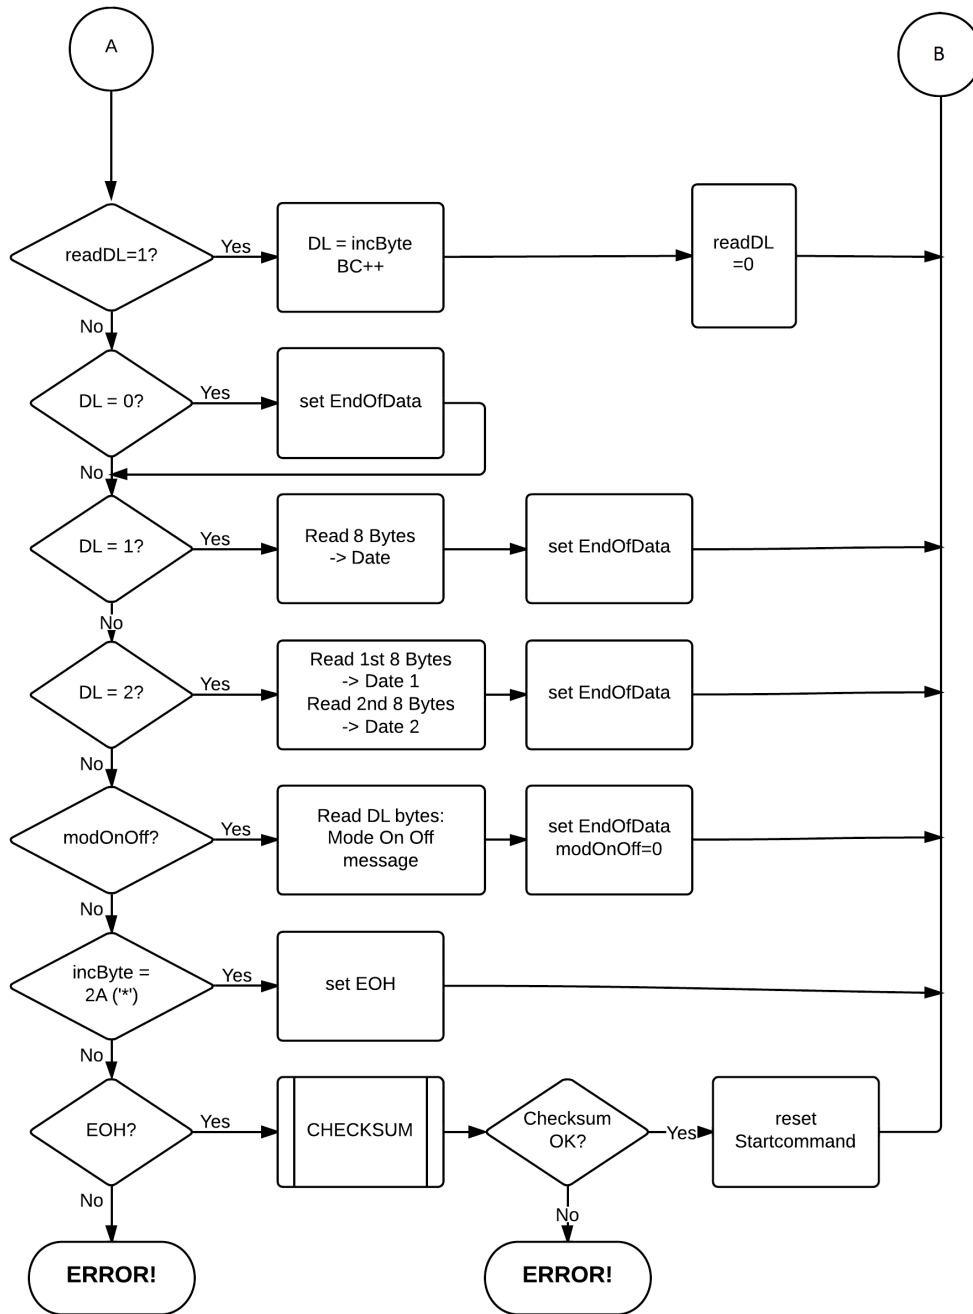 A
B
readDL=1?
Yes
DL = incByte
BC++
readDL
=0
No
DL = 0?
Yes
set EndOfData
No
DL = 1?
Yes
Read 8 Bytes
-> Date
set EndOfData
No
DL = 2?
Yes
Read 1st 8 Bytes
-> Date 1
Read 2nd 8 Bytes
-> Date 2
set EndOfData
No
modOnOff?
Yes
Read DL bytes:
Mode On Off
message
set EndOfData
modOnOff=0
No
incByte =
2A ('*')
Yes
set EOH
No
EOH?
Yes
CHECKSUM
Checksum
OK?
Yes
reset
Startcommand
No
No
ERROR!
ERROR!